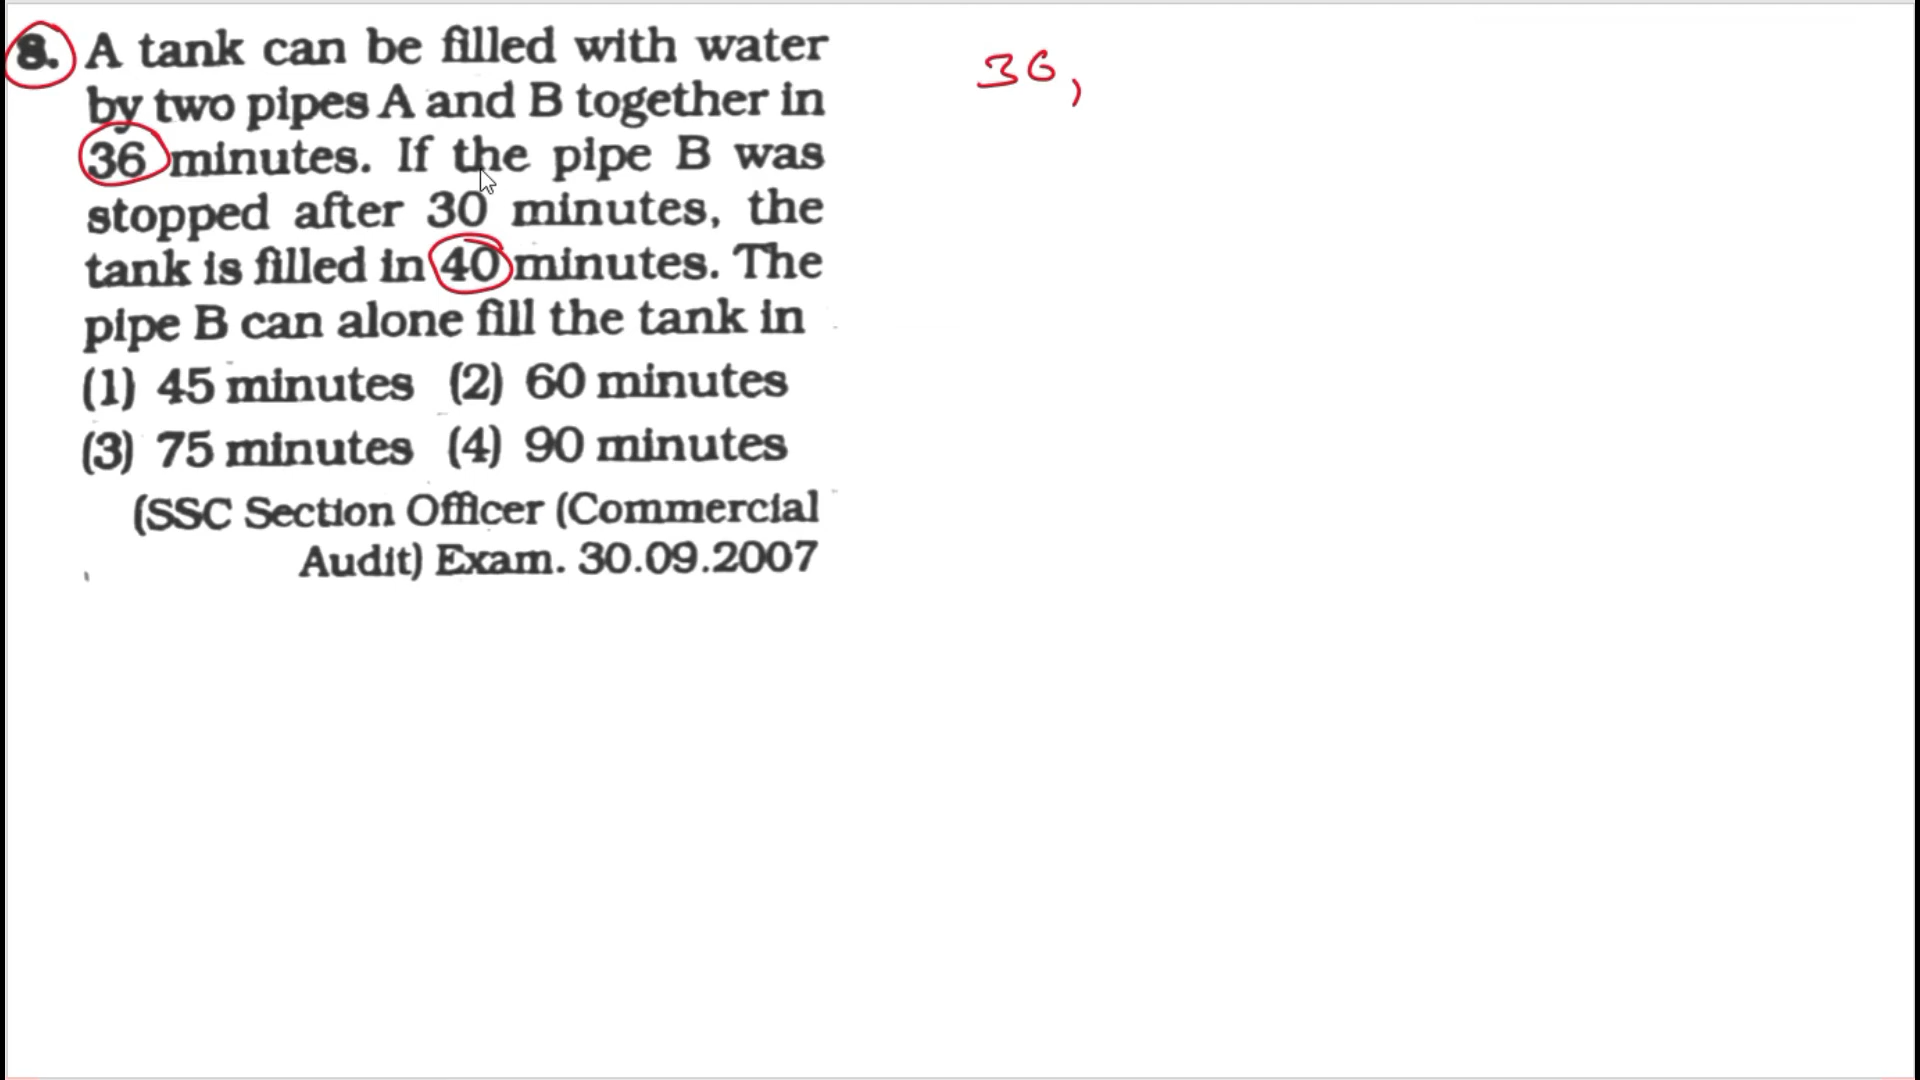 8. A tank can be filled with water
by two pipes A and B together in
36 minutes. If the pipe B was
stopped after 30 minutes, the
tank is filled in 40 minutes. The
pipe B can alone fill the tank in
(1) 45 minutes (2) 60 minutes
(3) 75 minutes (4) 90 minutes
(SSC Section Officer (Commercial
Audit) Exam. 30.09.2007
36,